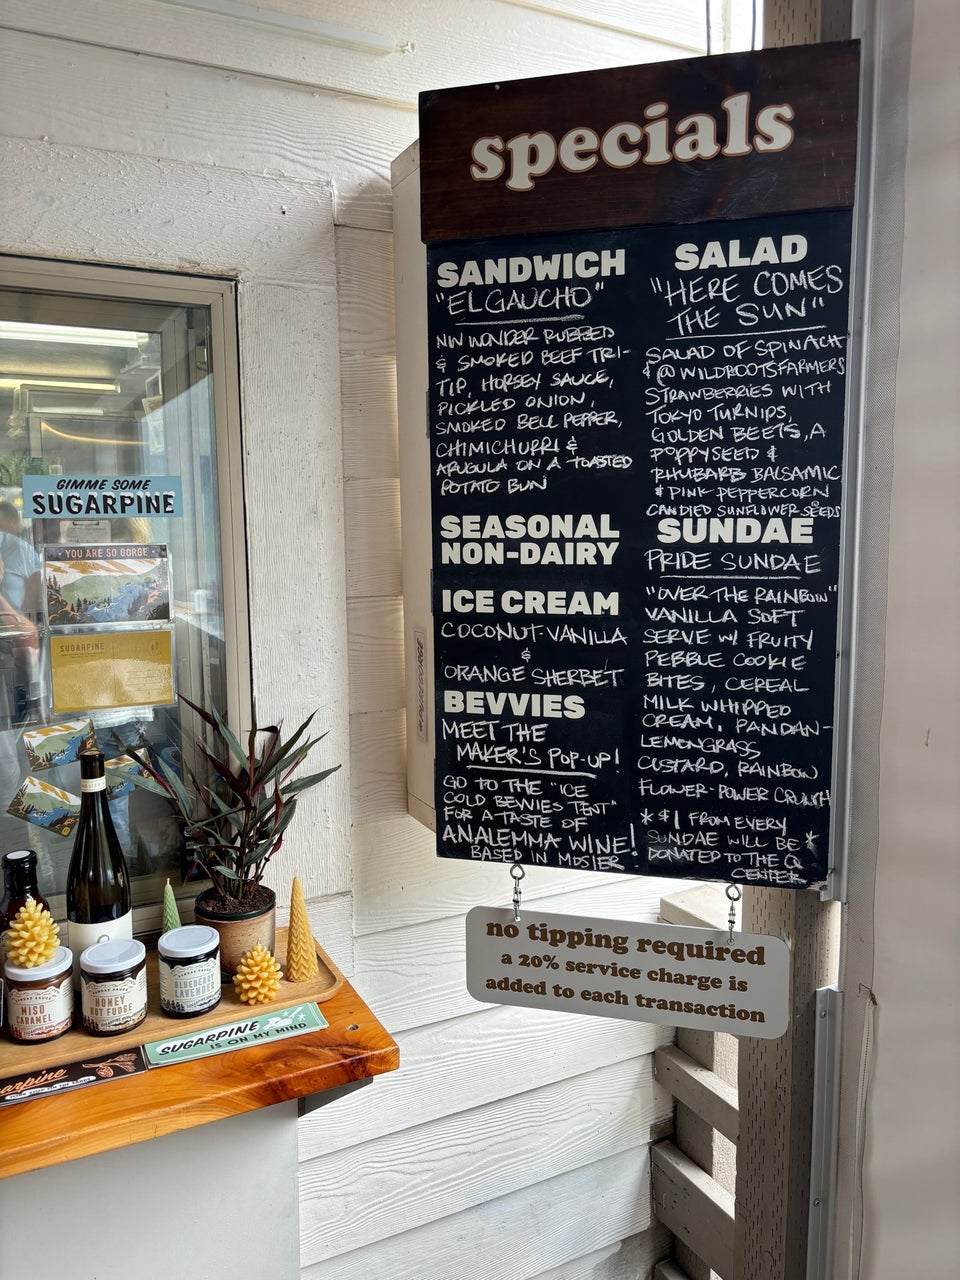 specials
SANDWICH
"EL GAUCHO"
NW WONDER RUBBED
& SMOKED BEEF TRI-
TIP, HORSEY SAUCE,
PICKLED ONION,
SMOKED BELL PEPPER,
CHIMICHURRI &
ARUGULA ON A TOASTED
POTATO BUN
SEASONAL
NON-DAIRY
ICE CREAM
COCONUT-VANILLA
&
ORANGE SHERBET
BEVVIES
MEET THE
MAKER'S POP-UP!
GO TO THE "ICE
COLD BEVVIES TENT"
FOR A TASTE OF
ANALEMMA WINE!
BASED IN MOSIER
SALAD
"HERE COMES
THE SUN"
SALAD OF SPINACH
& @WILDROOTSFARMERS
STRAWBERRIES WITH
TOKYO TURNIPS,
GOLDEN BEETS, A
POPPYSEED &
RHUBARB BALSAMIC
& PINK PEPPERCORN
CANDIED SUNFLOWER SEEDS
SUNDAE
PRIDE SUNDAE
"OVER THE RAINBOW"
VANILLA SOFT
SERVE W/ FRUITY
PEBBLE COOKIE
BITES, CEREAL
MILK WHIPPED
CREAM, PANDAN-
LEMONGRASS
CUSTARD, RAINBOW
FLOWER-POWER CRUNCH
* $1 FROM EVERY
SUNDAE WILL BE *
DONATED TO THE Q
CENTER
no tipping required
a 20% service charge is
added to each transaction
GIMME SOME
SUGARPINE
YOU ARE SO GORGE
SUGARPINE
MISO
CARAMEL
HONEY
HOT FUDGE
BLUEBERRY
LAVENDER
SUGARPINE
IS ON MY MIND